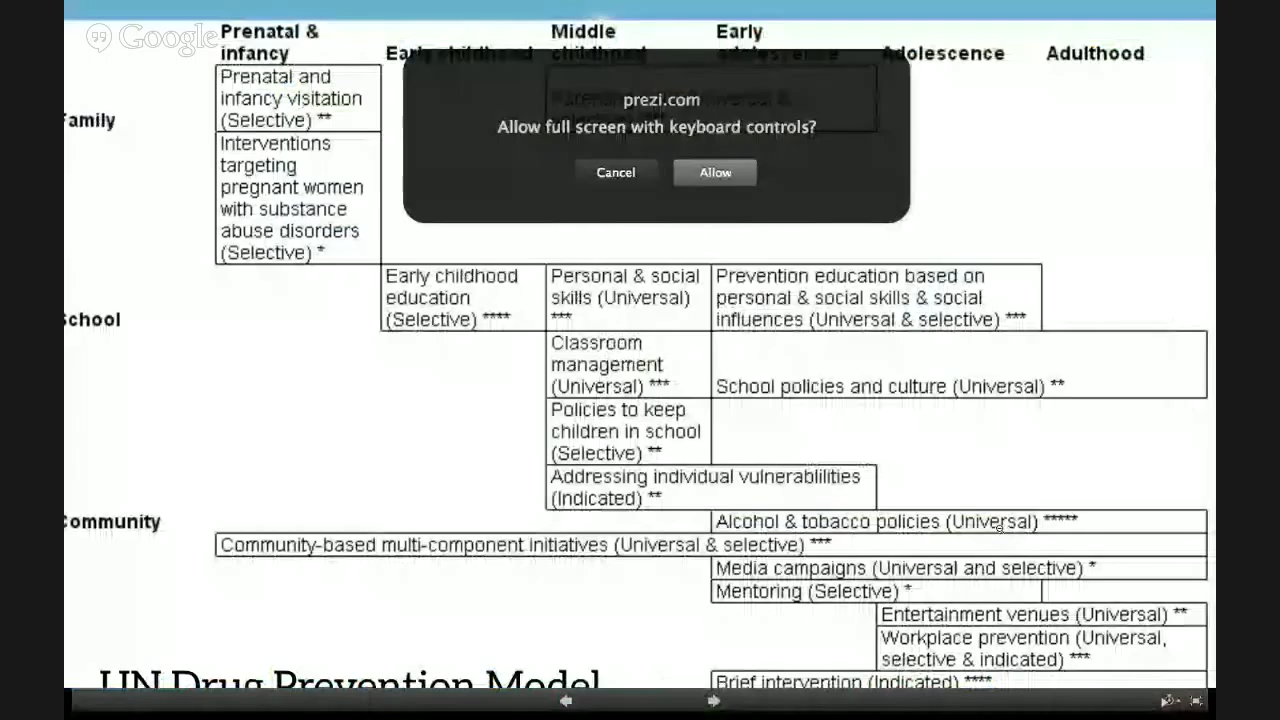 Google
Prenatal &
infancy
Early childhood
Middle
childhood
Early
adolescence
Adolescence
Adulthood
prezi.com
Allow full screen with keyboard controls?
Cancel
Allow
Family
Prenatal and
infancy visitation
(Selective) **
Interventions
targeting
pregnant women
with substance
abuse disorders
(Selective) *
School
Early childhood
education
(Selective) ****
Personal & social
skills (Universal)
***
Prevention education based on
personal & social skills & social
influences (Universal & selective) ***
Classroom
management
(Universal) ***
School policies and culture (Universal) **
Policies to keep
children in school
(Selective) **
Addressing individual vulnerablilities
(Indicated) **
Community
Alcohol & tobacco policies (Universal) *****
Community-based multi-component initiatives (Universal & selective) ***
Media campaigns (Universal and selective) *
Mentoring (Selective) *
Entertainment venues (Universal) **
Workplace prevention (Universal,
selective & indicated) ***
Brief intervention (Indicated) ****
UN Drug Prevention Model